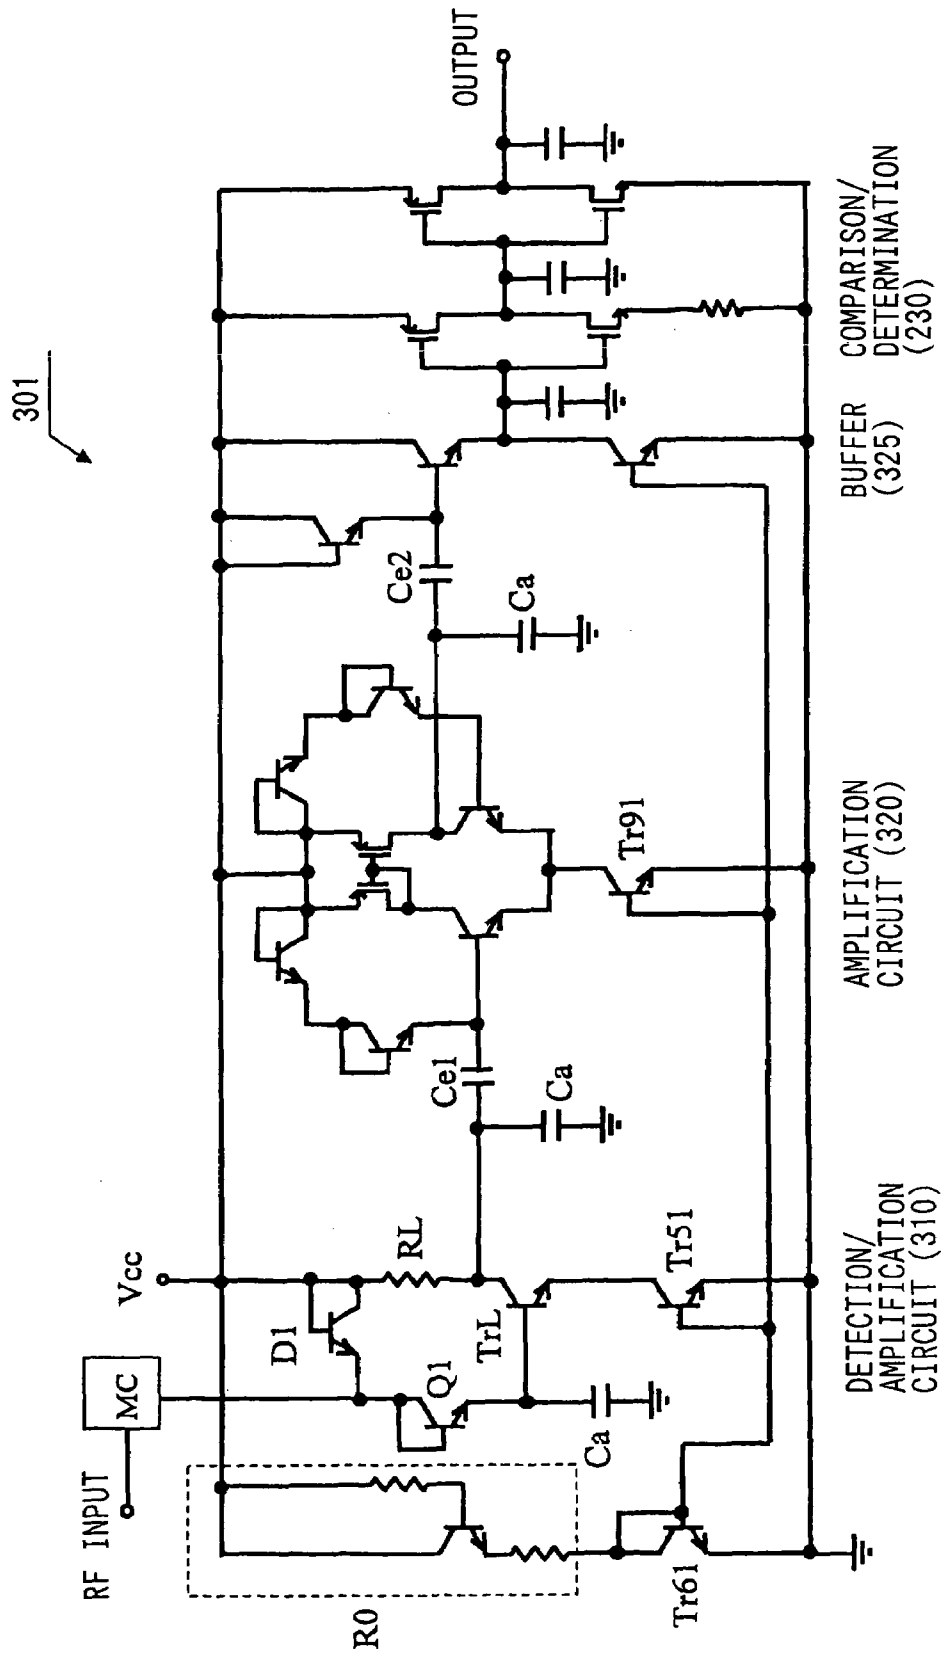 301
RF INPUT
MC
Vcc
OUTPUT
R0
D1
Q1
RL
TrL
Ca
Tr61
Tr51
Ce1
Ca
Tr91
Ce2
Ca
DETECTION/
AMPLIFICATION
CIRCUIT (310)
AMPLIFICATION
CIRCUIT (320)
BUFFER
(325)
COMPARISON/
DETERMINATION
(230)